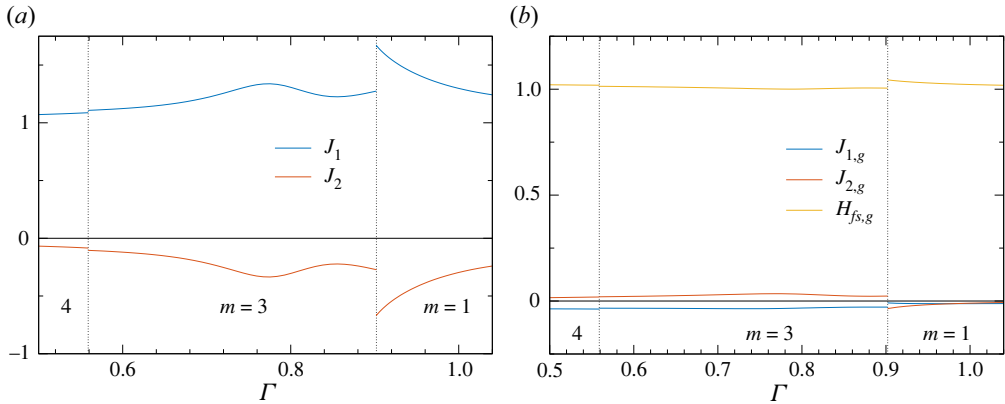 (a)
1
0
−1
0.6
0.8
1.0
Γ
J1
J2
4
m = 3
m = 1
(b)
1.0
0.5
0
0.5
0.6
0.7
0.8
0.9
1.0
Γ
J1,g
J2,g
Hfs,g
4
m = 3
m = 1